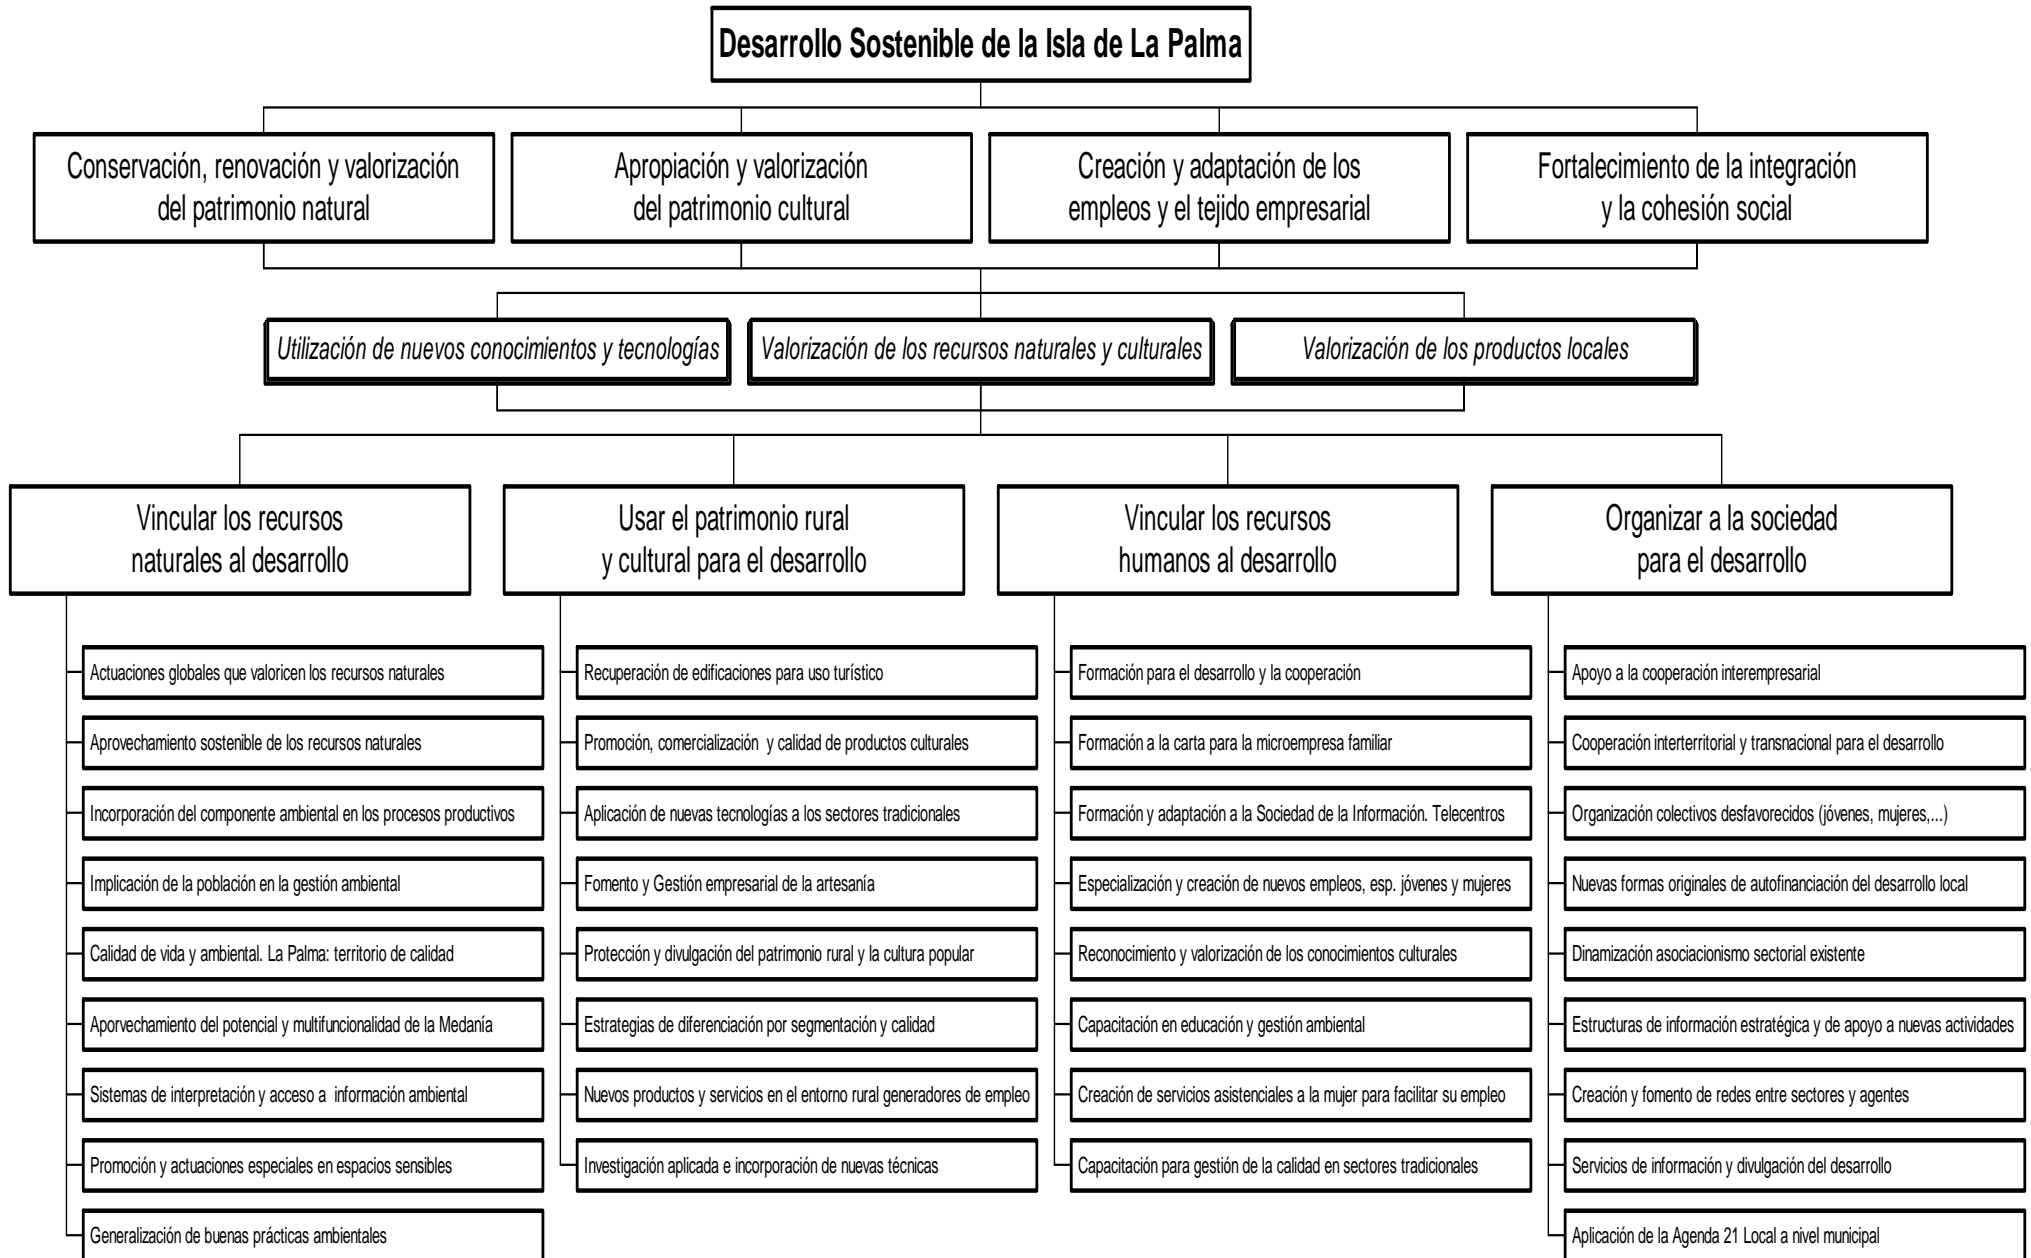 Desarrollo Sostenible de la Isla de La Palma
Conservación, renovación y valorización
del patrimonio natural
Apropiación y valorización
del patrimonio cultural
Creación y adaptación de los
empleos y el tejido empresarial
Fortalecimiento de la integración
y la cohesión social
Utilización de nuevos conocimientos y tecnologías
Valorización de los recursos naturales y culturales
Valorización de los productos locales
Vincular los recursos
naturales al desarrollo
Actuaciones globales que valoricen los recursos naturales
Aprovechamiento sostenible de los recursos naturales
Incorporación del componente ambiental en los procesos productivos
Implicación de la población en la gestión ambiental
Calidad de vida y ambiental. La Palma: territorio de calidad
Aporvechamiento del potencial y multifuncionalidad de la Medanía
Sistemas de interpretación y acceso a  información ambiental
Promoción y actuaciones especiales en espacios sensibles
Generalización de buenas prácticas ambientales
Usar el patrimonio rural
y cultural para el desarrollo
Recuperación de edificaciones para uso turístico
Promoción, comercialización  y calidad de productos culturales
Aplicación de nuevas tecnologías a los sectores tradicionales
Fomento y Gestión empresarial de la artesanía
Protección y divulgación del patrimonio rural y la cultura popular
Estrategias de diferenciación por segmentación y calidad
Nuevos productos y servicios en el entorno rural generadores de empleo
Investigación aplicada e incorporación de nuevas técnicas
Vincular los recursos
humanos al desarrollo
Formación para el desarrollo y la cooperación
Formación a la carta para la microempresa familiar
Formación y adaptación a la Sociedad de la Información. Telecentros
Especialización y creación de nuevos empleos, esp. jóvenes y mujeres
Reconocimiento y valorización de los conocimientos culturales
Capacitación en educación y gestión ambiental
Creación de servicios asistenciales a la mujer para facilitar su empleo
Capacitación para gestión de la calidad en sectores tradicionales
Organizar a la sociedad
para el desarrollo
Apoyo a la cooperación interempresarial
Cooperación interterritorial y transnacional para el desarrollo
Organización colectivos desfavorecidos (jóvenes, mujeres,...)
Nuevas formas originales de autofinanciación del desarrollo local
Dinamización asociacionismo sectorial existente
Estructuras de información estratégica y de apoyo a nuevas actividades
Creación y fomento de redes entre sectores y agentes
Servicios de información y divulgación del desarrollo
Aplicación de la Agenda 21 Local a nivel municipal